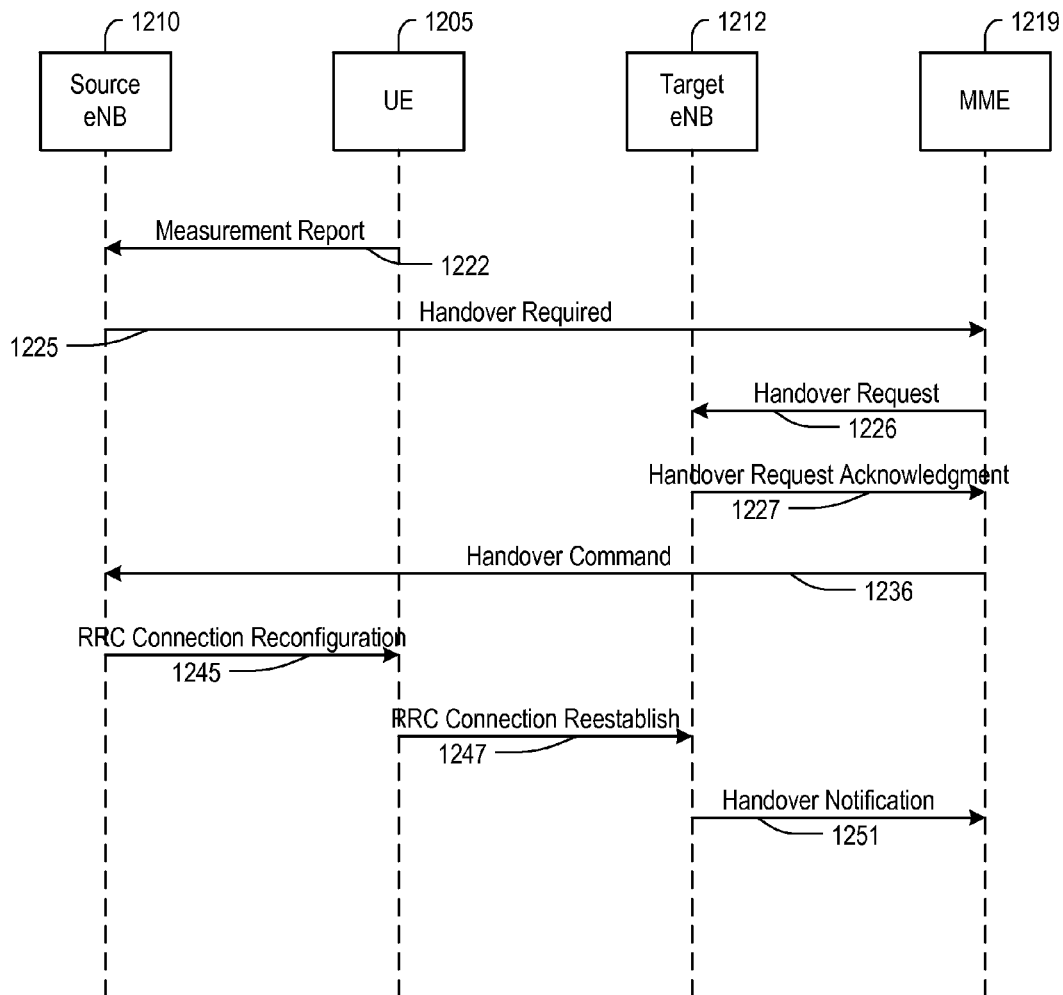 1210
1205
1212
1219
Source
eNB
UE
Target
eNB
MME
Measurement Report
1222
Handover Required
1225
Handover Request
1226
Handover Request Acknowledgment
1227
Handover Command
1236
RRC Connection Reconfiguration
1245
RRC Connection Reestablish
1247
Handover Notification
1251